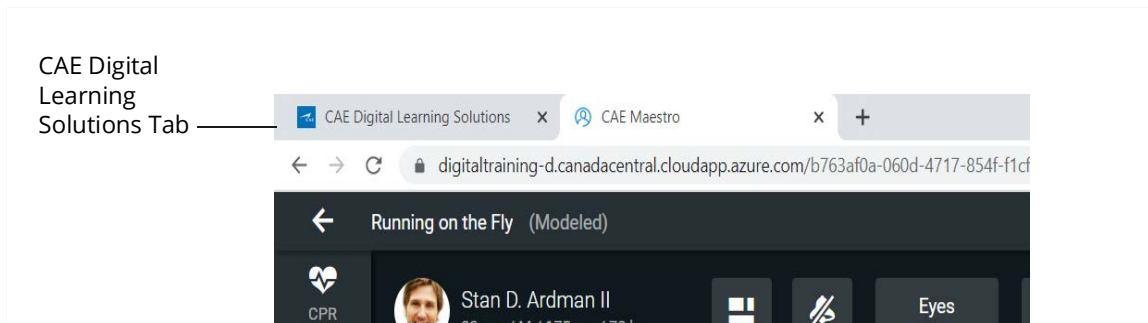 CAE Digital
Learning
Solutions Tab
CAE Digital Learning Solutions
CAE Maestro
digitaltraining-d.canadacentral.cloudapp.azure.com/b763af0a-060d-4717-854f-f1cf
Running on the Fly (Modeled)
CPR
Stan D. Ardman II
Eyes